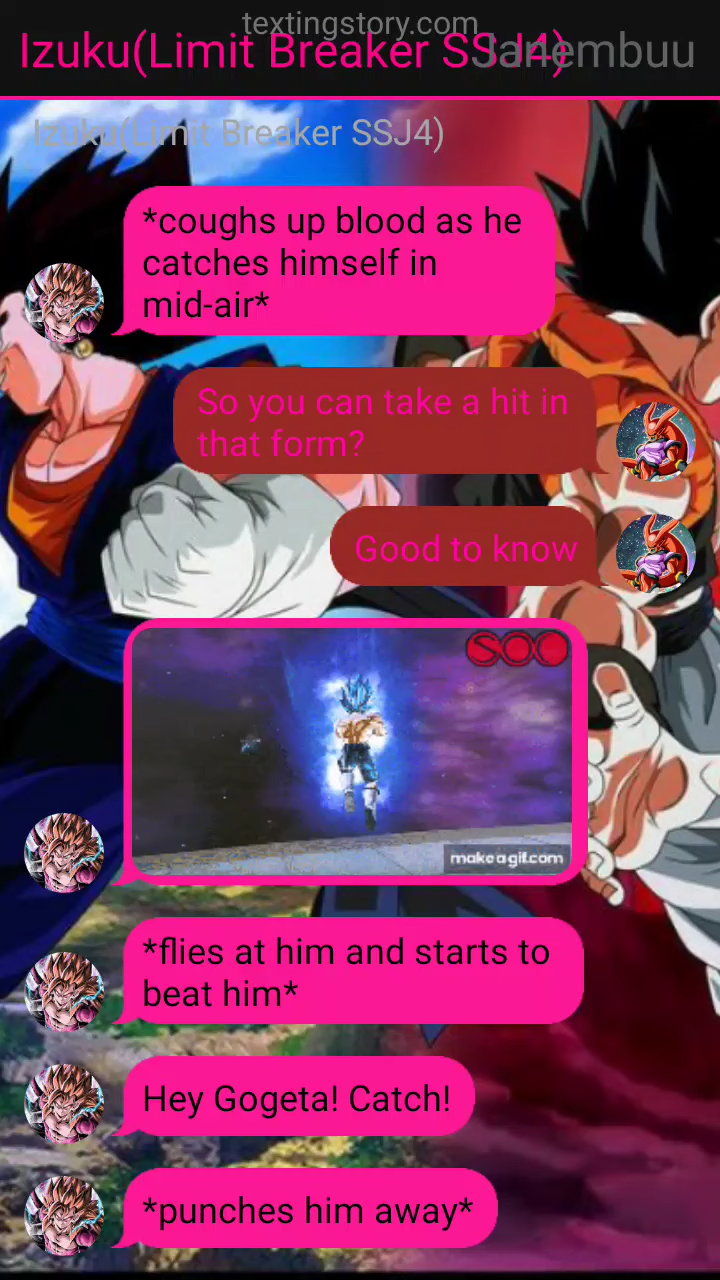 textingstory.com
Izuku(Limit Breaker SSJ4)
Janembuu
Izuku(Limit Breaker SSJ4)
*coughs up blood as he
catches himself in
mid-air*
So you can take a hit in
that form?
Good to know
SOO
makeagif.com
*flies at him and starts to
beat him*
Hey Gogeta! Catch!
*punches him away*